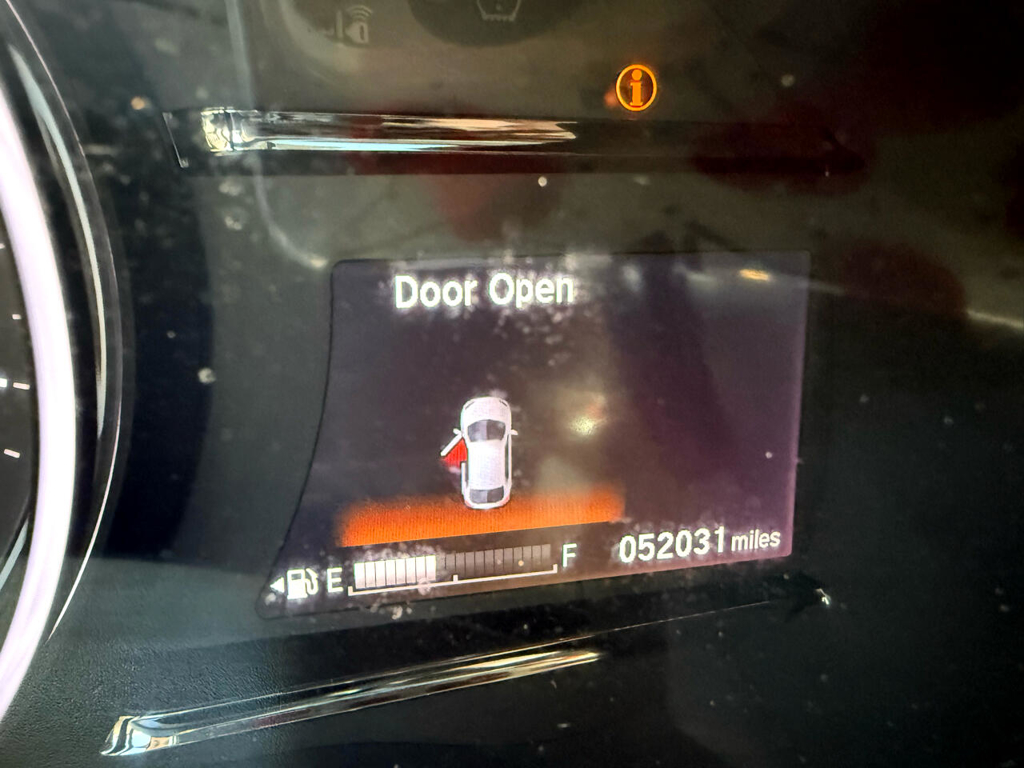 i
Door Open
E F 052031 miles